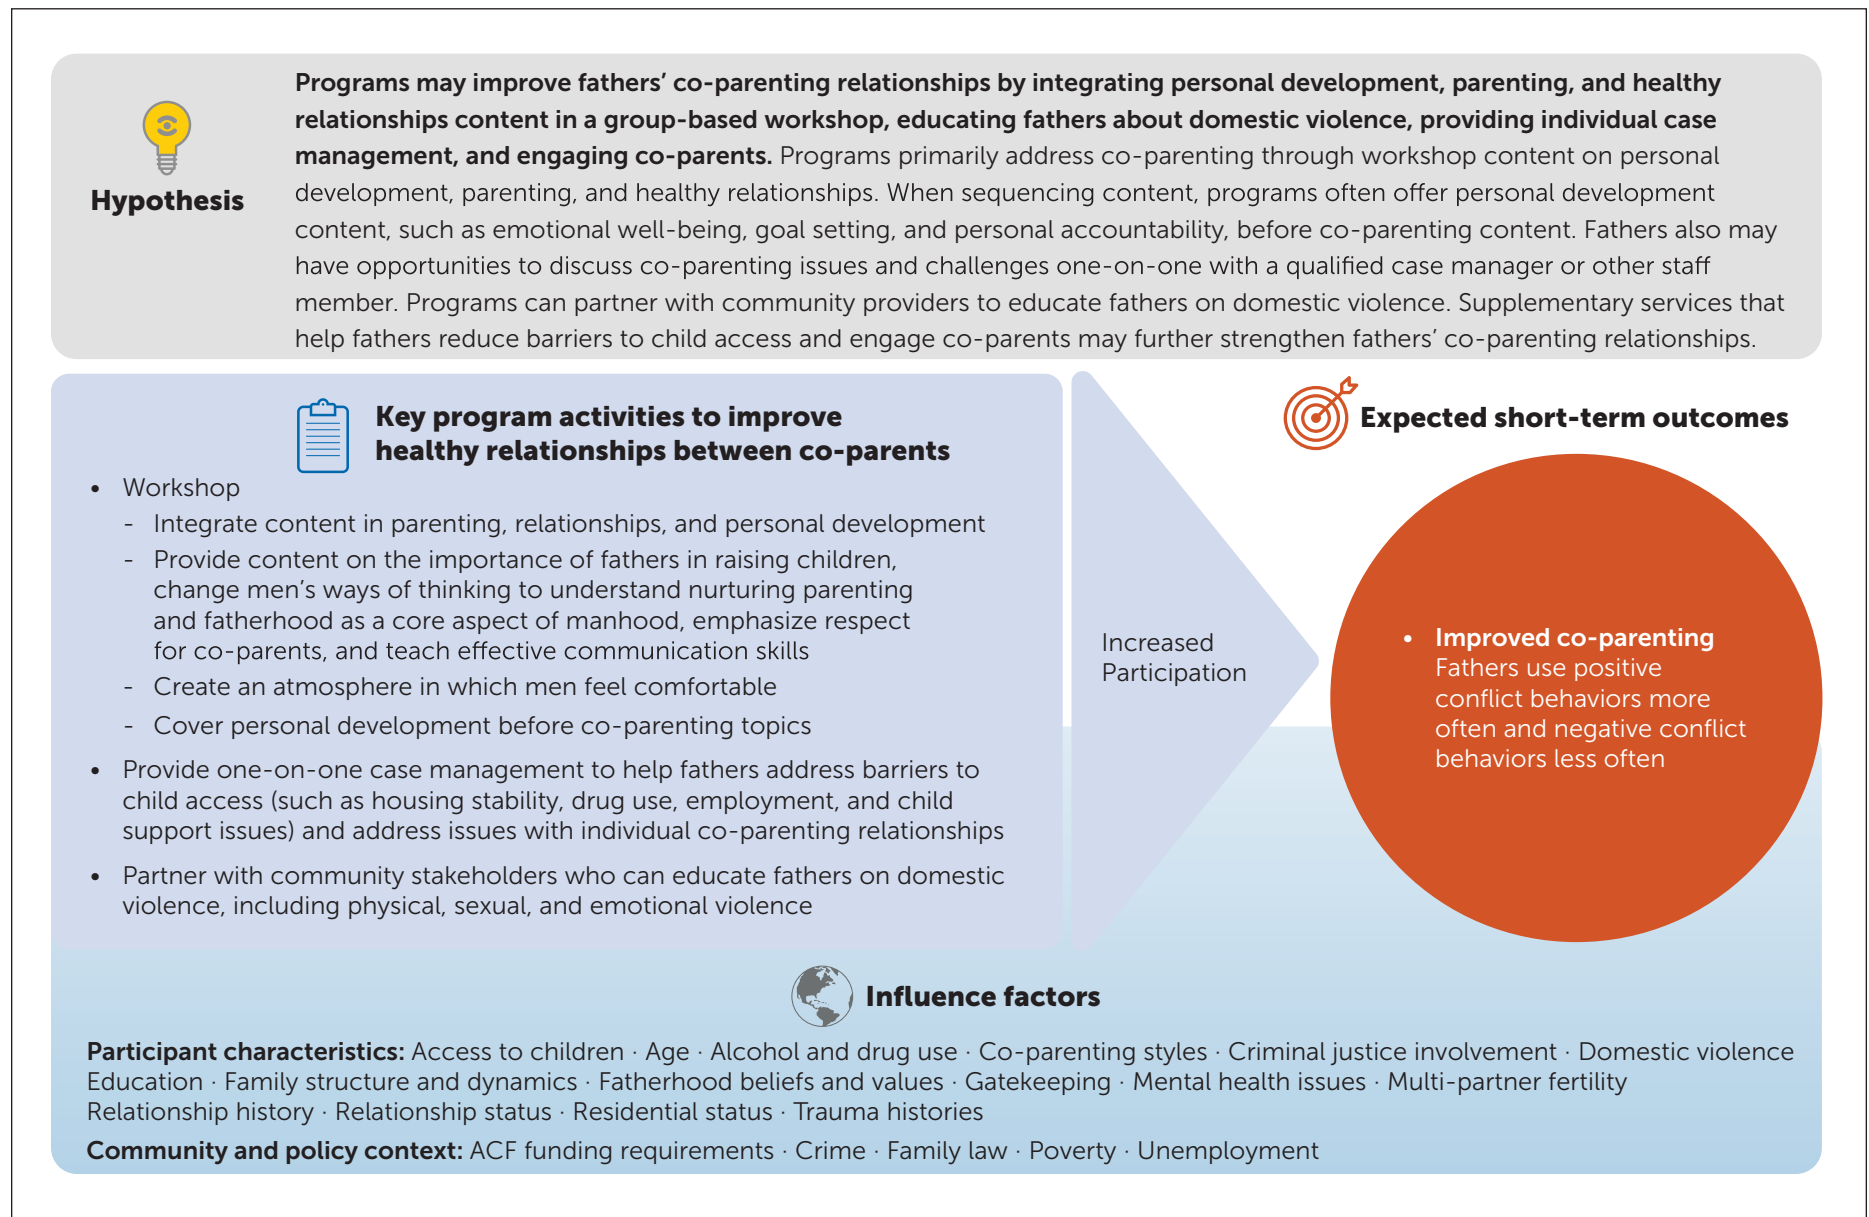 Hypothesis
Programs may improve fathers’ co-parenting relationships by integrating personal development, parenting, and healthy
relationships content in a group-based workshop, educating fathers about domestic violence, providing individual case
management, and engaging co-parents. Programs primarily address co-parenting through workshop content on personal
development, parenting, and healthy relationships. When sequencing content, programs often offer personal development
content, such as emotional well-being, goal setting, and personal accountability, before co-parenting content. Fathers also may
have opportunities to discuss co-parenting issues and challenges one-on-one with a qualified case manager or other staff
member. Programs can partner with community providers to educate fathers on domestic violence. Supplementary services that
help fathers reduce barriers to child access and engage co-parents may further strengthen fathers’ co-parenting relationships.
Key program activities to improve
healthy relationships between co-parents
• Workshop
- Integrate content in parenting, relationships, and personal development
- Provide content on the importance of fathers in raising children,
change men’s ways of thinking to understand nurturing parenting
and fatherhood as a core aspect of manhood, emphasize respect
for co-parents, and teach effective communication skills
- Create an atmosphere in which men feel comfortable
- Cover personal development before co-parenting topics
• Provide one-on-one case management to help fathers address barriers to
child access (such as housing stability, drug use, employment, and child
support issues) and address issues with individual co-parenting relationships
• Partner with community stakeholders who can educate fathers on domestic
violence, including physical, sexual, and emotional violence
Increased
Participation
Expected short-term outcomes
• Improved co-parenting
Fathers use positive
conflict behaviors more
often and negative conflict
behaviors less often
Influence factors
Participant characteristics: Access to children · Age · Alcohol and drug use · Co-parenting styles · Criminal justice involvement · Domestic violence
Education · Family structure and dynamics · Fatherhood beliefs and values · Gatekeeping · Mental health issues · Multi-partner fertility
Relationship history · Relationship status · Residential status · Trauma histories
Community and policy context: ACF funding requirements · Crime · Family law · Poverty · Unemployment